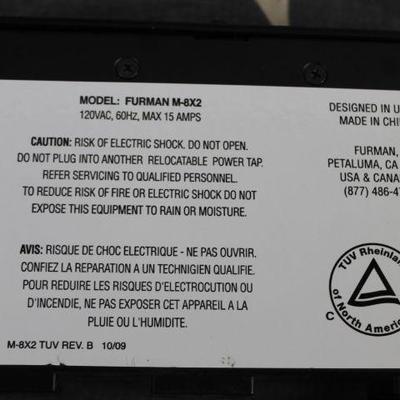 MODEL: FURMAN M-8X2
120VAC, 60Hz, MAX 15 AMPS
CAUTION: RISK OF ELECTRIC SHOCK. DO NOT OPEN.
DO NOT PLUG INTO ANOTHER RELOCATABLE POWER TAP.
REFER SERVICING TO QUALIFIED PERSONNEL.
TO REDUCE RISK OF FIRE OR ELECTRIC SHOCK DO NOT
EXPOSE THIS EQUIPMENT TO RAIN OR MOISTURE.
AVIS: RISQUE DE CHOC ELECTRIQUE - NE PAS OUVRIR.
CONFIEZ LA REPARATION A UN TECHNIGIEN QUALIFIE.
POUR REDUIRE LES RISQUES D'ELECTROCUTION OU
D'INCENDIE, NE PAS EXPOSER CET APPAREIL A LA
PLUIE OU L'HUMIDITE.
M-8X2 TUV REV. B 10/09
DESIGNED IN U
MADE IN CHI
FURMAN,
PETALUMA, CA
USA & CANA
(877) 486-4
TUV Rheinlan
of North America
C